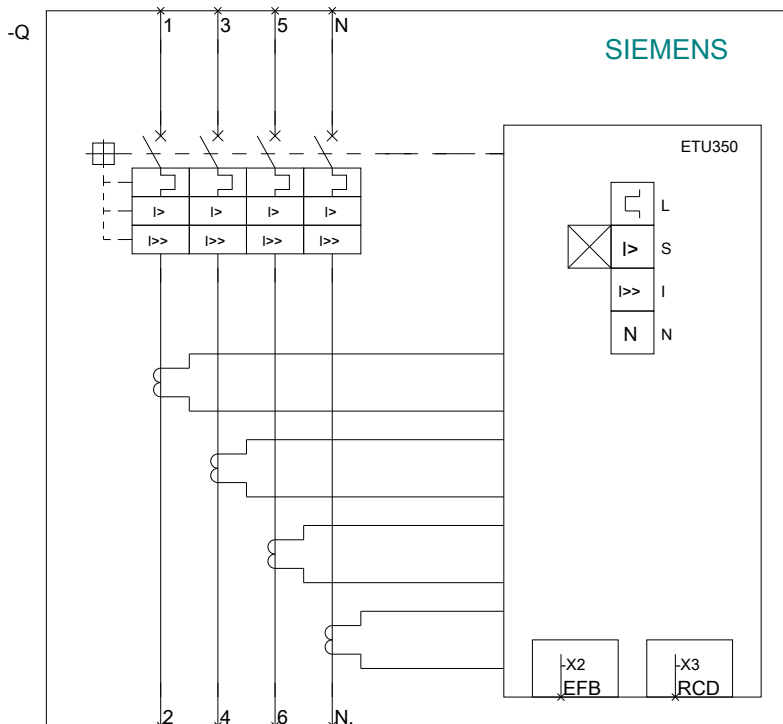 -Q
1 3 5 N
SIEMENS
ETU350
L
I> I> I> I>
I>> I>> I>> I>>
I> S
I>> I
N N
-X2
EFB
-X3
RCD
2 4 6 N.